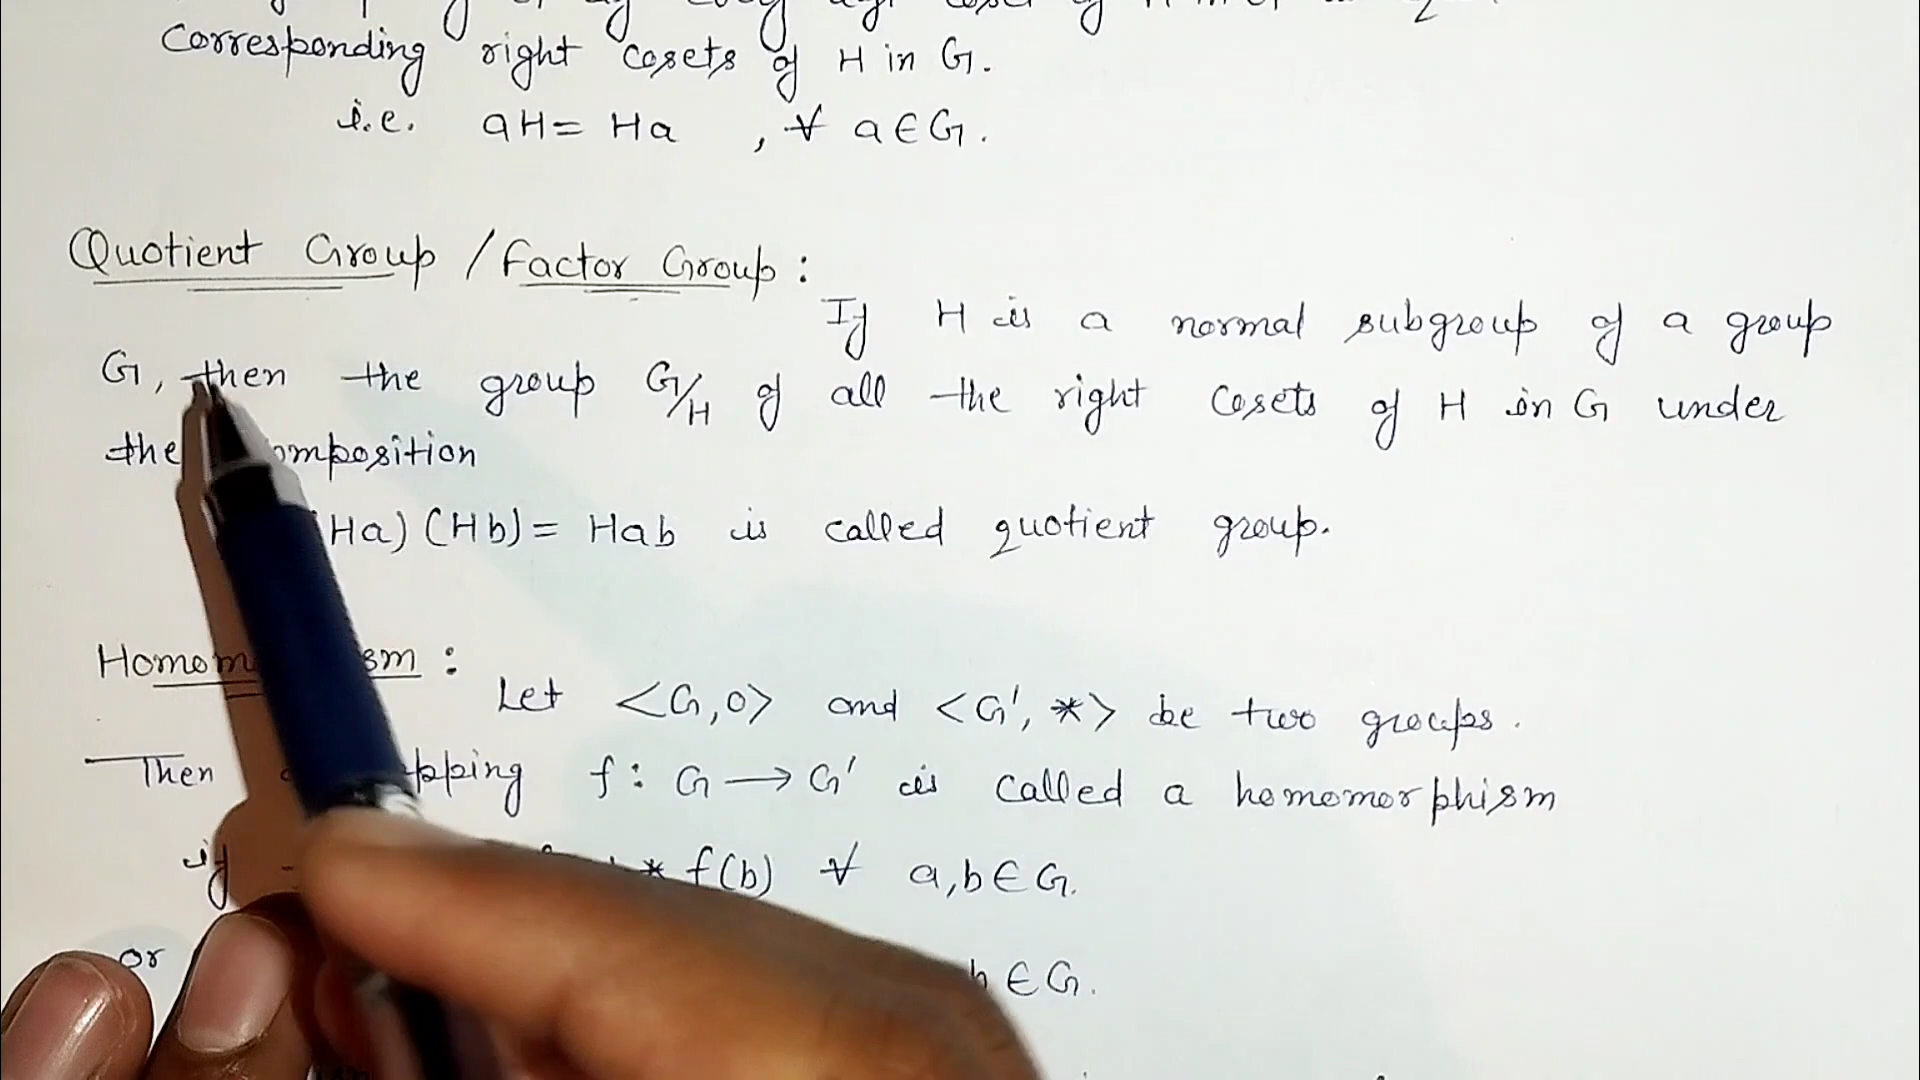 Corresponding right cosets of H in G.
i.e. aH = Ha , ∀ a∈G.
Quotient Group / Factor Group :
If H is a normal subgroup of a group
G, then the group G/H of all the right cosets of H in G under
the composition
(Ha) (Hb) = Hab is called quotient group.
Homom sm :
Let <G, o> and <G', *> be two groups.
Then pping f : G → G' is called a homomorphism
if * f(b) ∀ a,b∈G.
or b ∈ G.